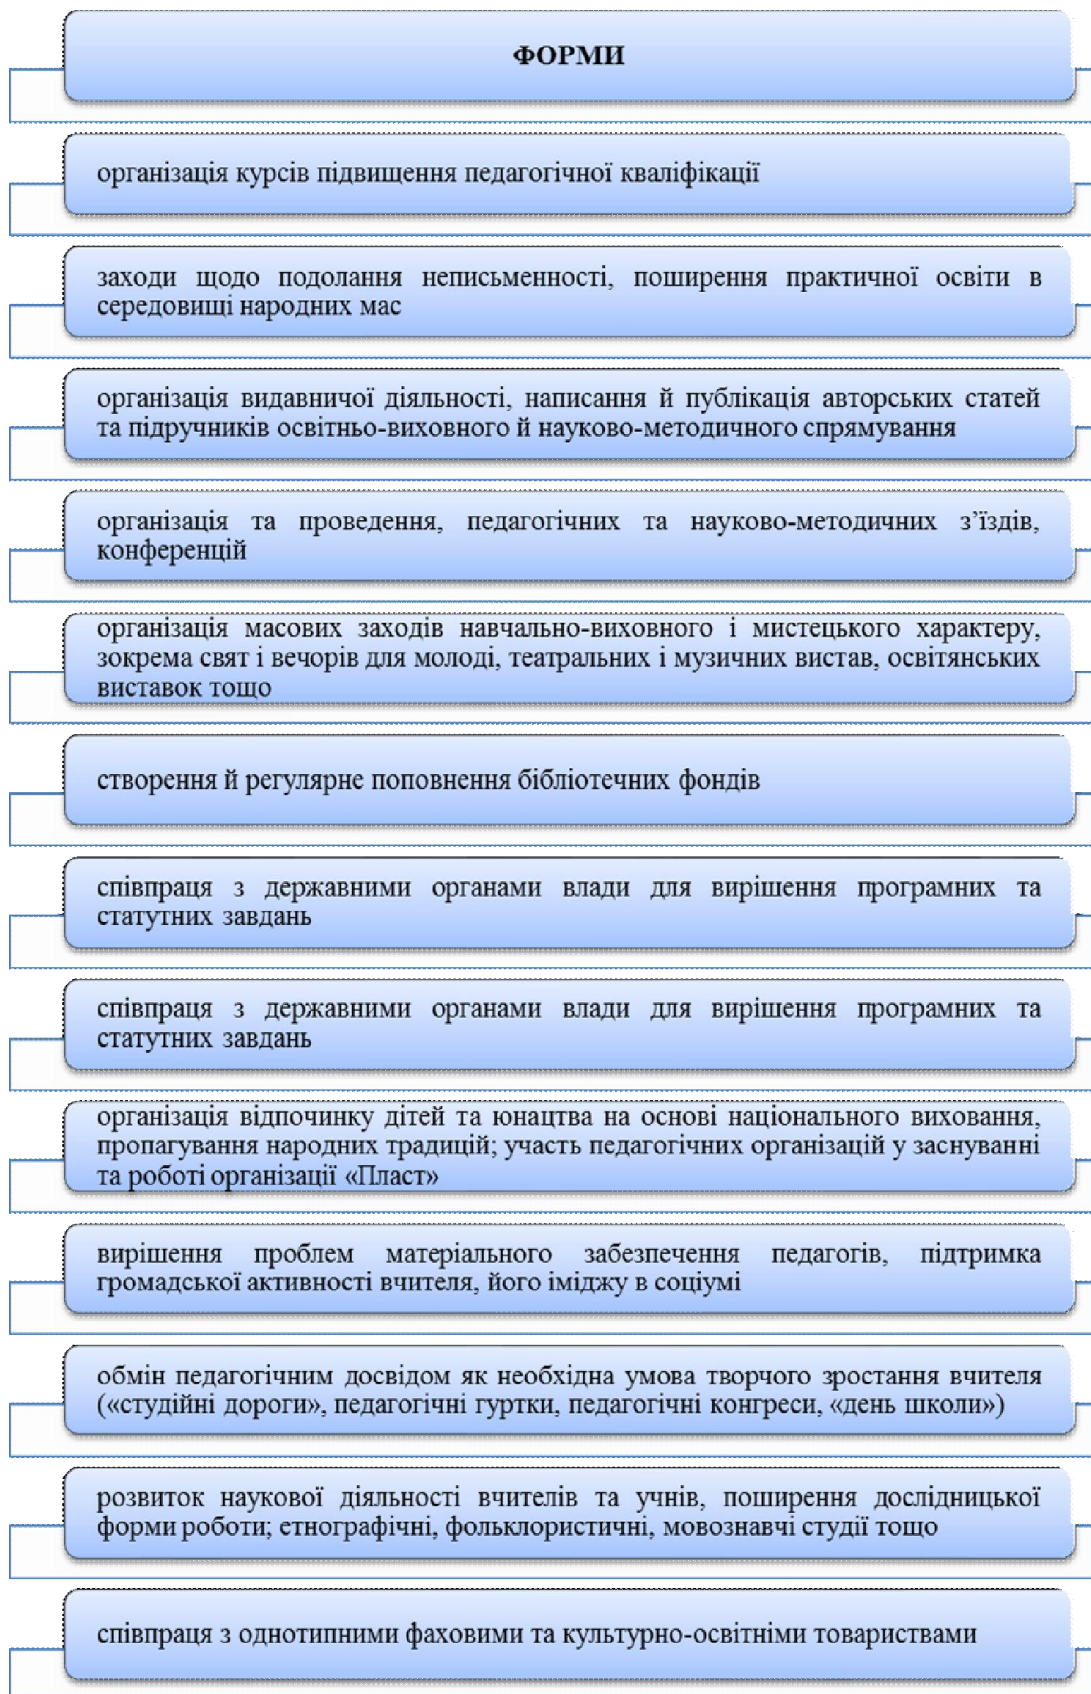 ФОРМИ
організація курсів підвищення педагогічної кваліфікації
заходи щодо подолання неписьменності, поширення практичної освіти в
середовищі народних мас
організація видавничої діяльності, написання й публікація авторських статей
та підручників освітньо-виховного й науково-методичного спрямування
організація та проведення, педагогічних та науково-методичних з’їздів,
конференцій
організація масових заходів навчально-виховного і мистецького характеру,
зокрема свят і вечорів для молоді, театральних і музичних вистав, освітянських
виставок тощо
створення й регулярне поповнення бібліотечних фондів
співпраця з державними органами влади для вирішення програмних та
статутних завдань
співпраця з державними органами влади для вирішення програмних та
статутних завдань
організація відпочинку дітей та юнацтва на основі національного виховання,
пропагування народних традицій; участь педагогічних організацій у заснуванні
та роботі організації «Пласт»
вирішення проблем матеріального забезпечення педагогів, підтримка
громадської активності вчителя, його іміджу в соціумі
обмін педагогічним досвідом як необхідна умова творчого зростання вчителя
(«студійні дороги», педагогічні гуртки, педагогічні конгреси, «день школи»)
розвиток наукової діяльності вчителів та учнів, поширення дослідницької
форми роботи; етнографічні, фольклористичні, мовознавчі студії тощо
співпраця з однотипними фаховими та культурно-освітніми товариствами